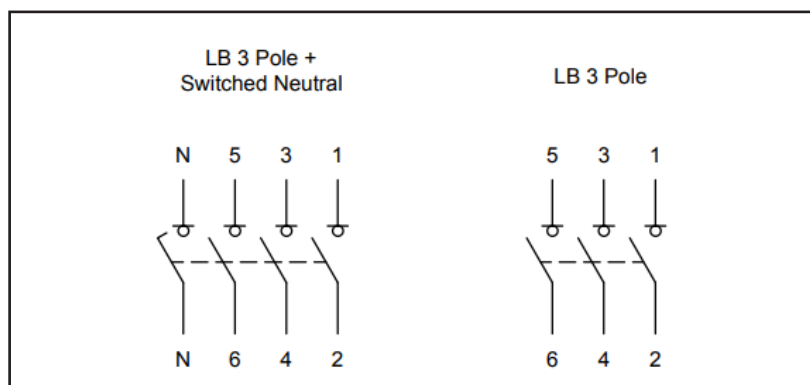 LB 3 Pole +
Switched Neutral
LB 3 Pole
N 5 3 1
5 3 1
N 6 4 2
6 4 2